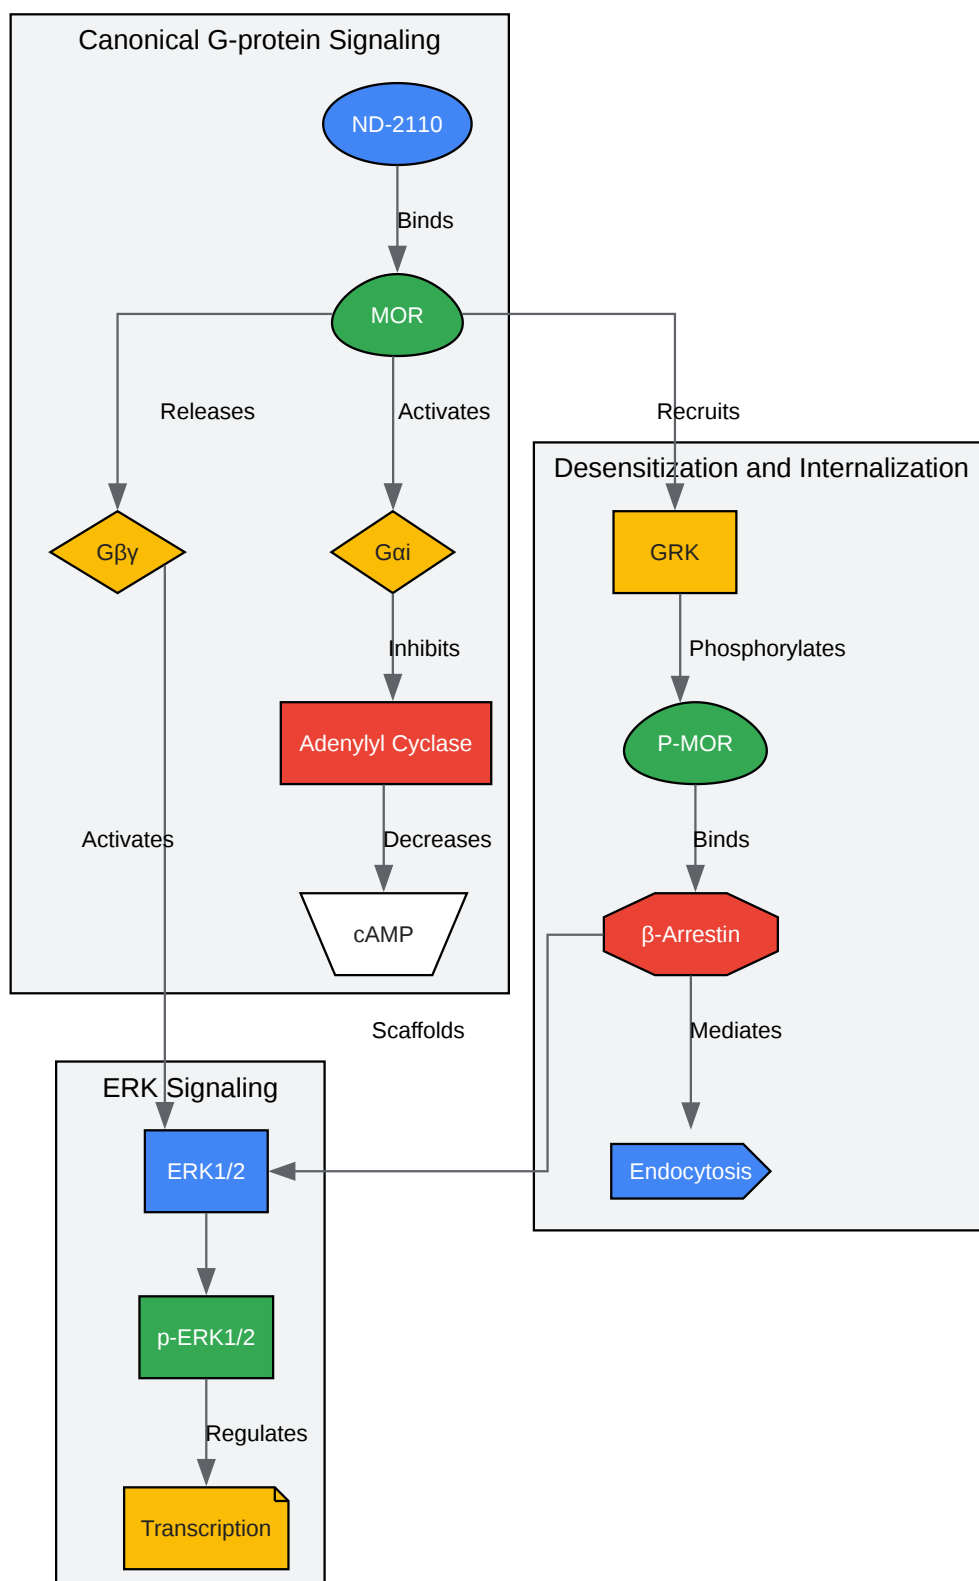 Canonical G-protein Signaling
ND-2110
Binds
MOR
Releases
Activates
Recruits
Desensitization and Internalization
Gβγ
Gαi
GRK
Inhibits
Phosphorylates
Adenylyl Cyclase
P-MOR
Activates
Decreases
Binds
cAMP
β-Arrestin
Scaffolds
Mediates
ERK Signaling
ERK1/2
Endocytosis
p-ERK1/2
Regulates
Transcription